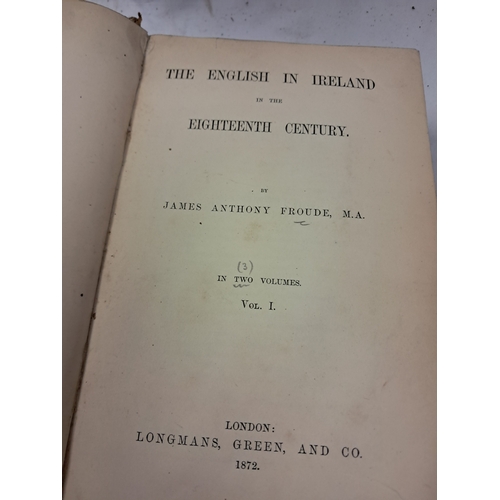 THE ENGLISH IN IRELAND
IN THE
EIGHTEENTH CENTURY.
BY
JAMES ANTHONY FROUDE, M.A.
(3)
IN TWO VOLUMES.
VOL. I.
LONDON:
LONGMANS, GREEN, AND CO.
1872.